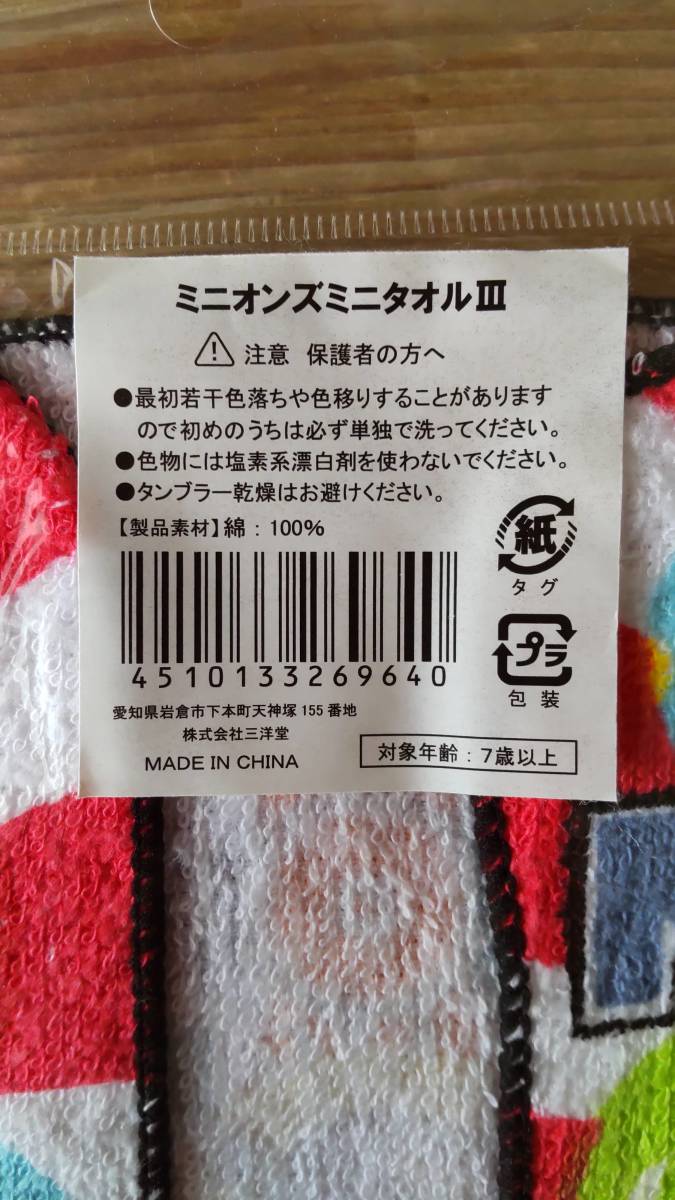 ミニオンズミニタオルⅢ
注意 保護者の方へ
●最初若干色落ちや色移りすることがあります
ので初めのうちは必ず単独で洗ってください。
●色物には塩素系漂白剤を使わないでください。
●タンブラー乾燥はお避けください。
【製品素材】綿：100%
紙
タグ
プラ
包装
4510133269640
愛知県岩倉市下本町天神塚155番地
株式会社三洋堂
MADE IN CHINA
対象年齢：7歳以上